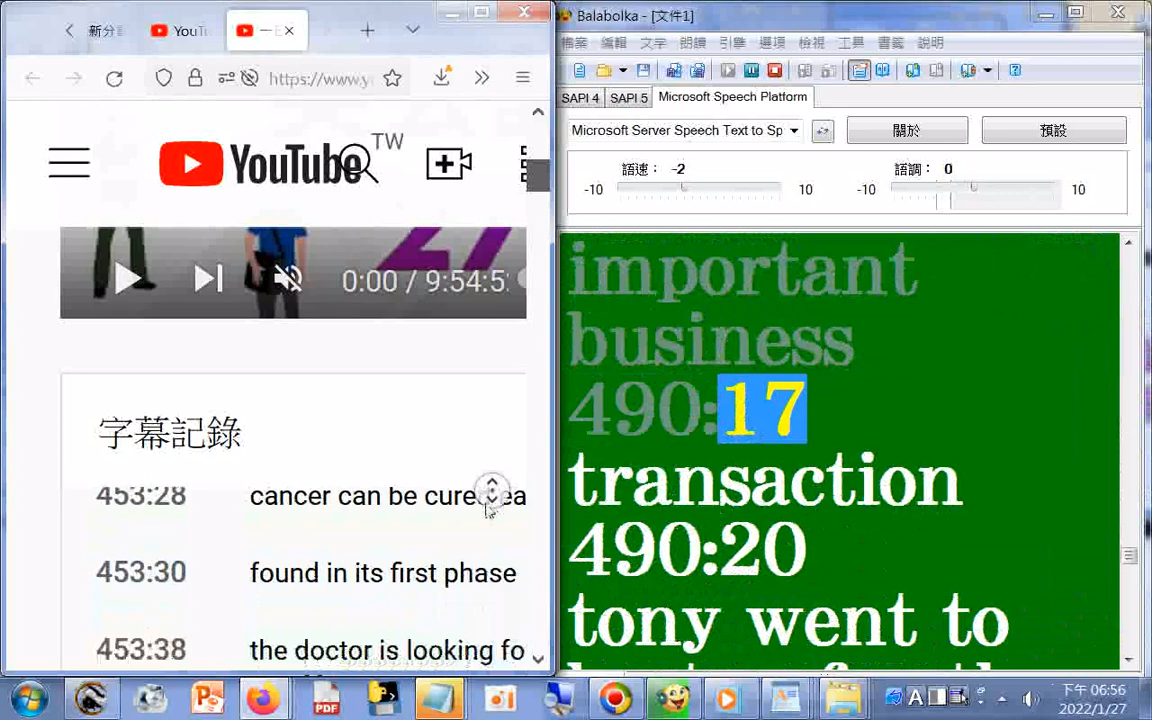 新分
YouT
一 E
https://www.y
YouTube TW
27
0:00 / 9:54:5
字幕記錄
453:28 cancer can be cured
453:30 found in its first phase
453:38 the doctor is looking fo
Balabolka - [文件1]
檔案 編輯 文字 朗讀 引擎 選項 檢視 工具 書籤 說明
SAPI 4 SAPI 5 Microsoft Speech Platform
Microsoft Server Speech Text to Sp 關於 預設
語速： -2 語調： 0
-10 10 -10 10
important
business
490:17
transaction
490:20
tony went to
PDF
A
下午 06:56
2022/1/27